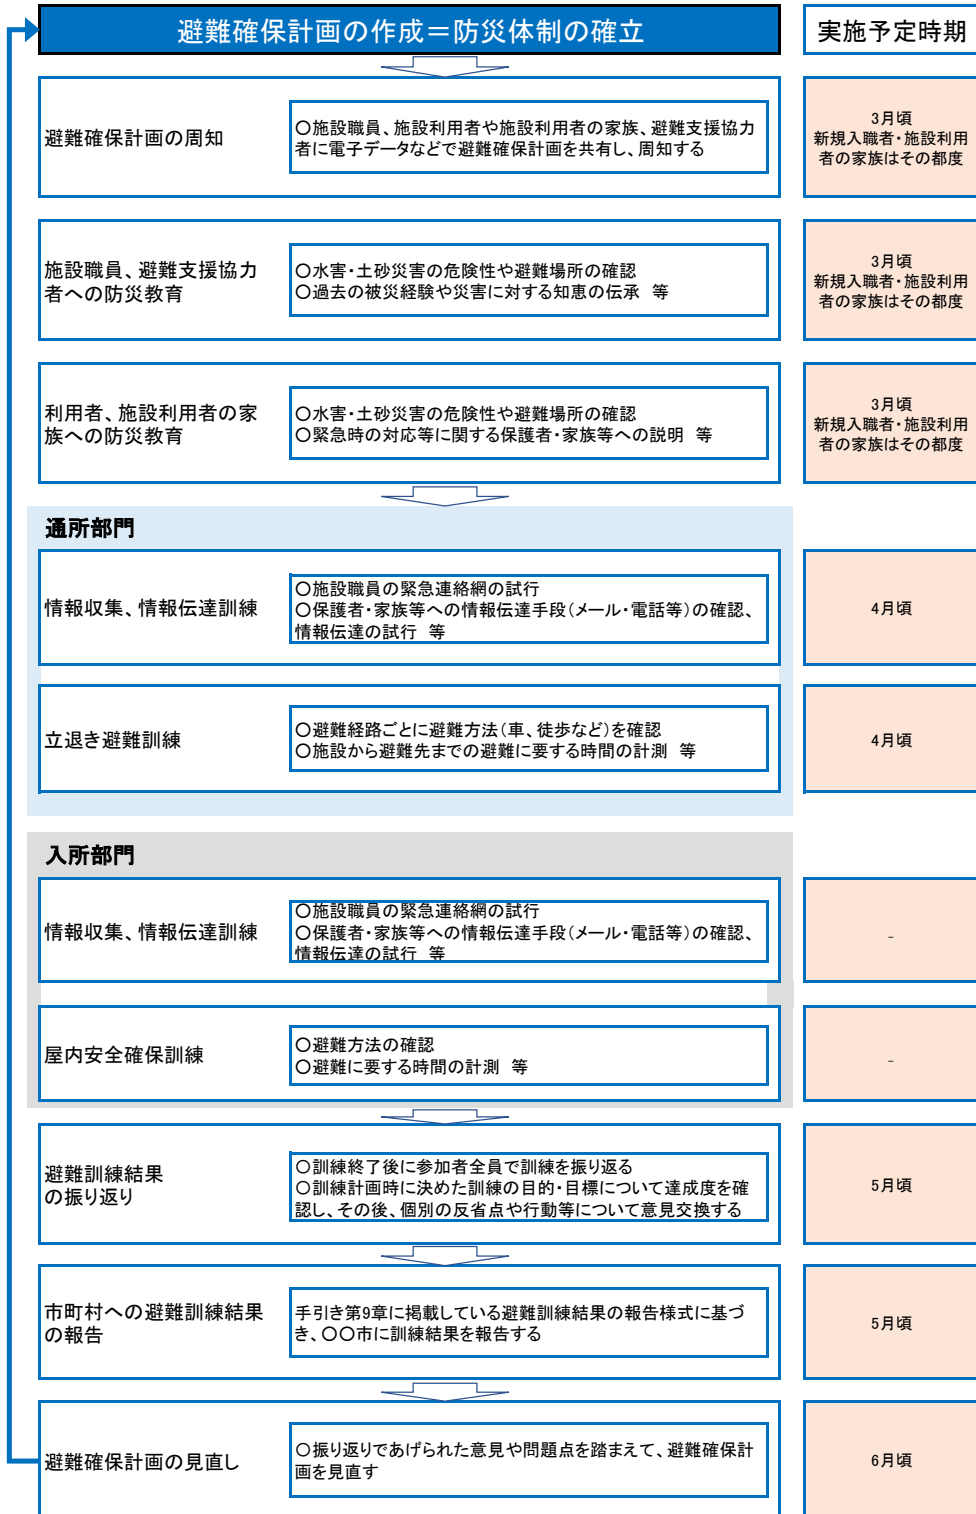 避難確保計画の作成＝防災体制の確立
実施予定時期
避難確保計画の周知
〇施設職員、施設利用者や施設利用者の家族、避難支援協力
者に電子データなどで避難確保計画を共有し、周知する
3月頃
新規入職者・施設利用
者の家族はその都度
施設職員、避難支援協力
者への防災教育
〇水害・土砂災害の危険性や避難場所の確認
〇過去の被災経験や災害に対する知恵の伝承　等
3月頃
新規入職者・施設利用
者の家族はその都度
利用者、施設利用者の家
族への防災教育
〇水害・土砂災害の危険性や避難場所の確認
〇緊急時の対応等に関する保護者・家族等への説明　等
3月頃
新規入職者・施設利用
者の家族はその都度
通所部門
情報収集、情報伝達訓練
〇施設職員の緊急連絡網の試行
〇保護者・家族等への情報伝達手段（メール・電話等）の確認、
情報伝達の試行　等
4月頃
立退き避難訓練
〇避難経路ごとに避難方法（車、徒歩など）を確認
〇施設から避難先までの避難に要する時間の計測　等
4月頃
入所部門
情報収集、情報伝達訓練
〇施設職員の緊急連絡網の試行
〇保護者・家族等への情報伝達手段（メール・電話等）の確認、
情報伝達の試行　等
-
屋内安全確保訓練
〇避難方法の確認
〇避難に要する時間の計測　等
-
避難訓練結果
の振り返り
〇訓練終了後に参加者全員で訓練を振り返る
〇訓練計画時に決めた訓練の目的・目標について達成度を確
認し、その後、個別の反省点や行動等について意見交換する
5月頃
市町村への避難訓練結果
の報告
手引き第9章に掲載している避難訓練結果の報告様式に基づ
き、〇〇市に訓練結果を報告する
5月頃
避難確保計画の見直し
〇振り返りであげられた意見や問題点を踏まえて、避難確保計
画を見直す
6月頃